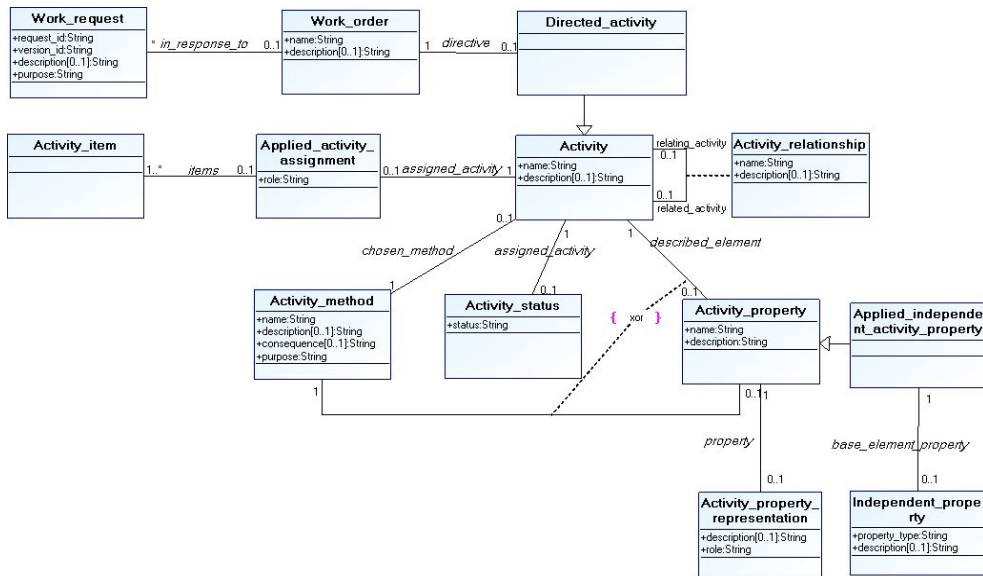 Work_request
+request_id:String
+version_id:String
+description[0..1]:String
+purpose:String
* in_response_to 0..1
Work_order
+name:String
+description[0..1]:String
1 directive 0..1
Directed_activity
Activity_item
1..* items 0..1
Applied_activity_
assignment
+role:String
0..1 assigned_activity 1
Activity
+name:String
+description[0..1]:String
relating_activity
0..1
0..1
related_activity
Activity_relationship
+name:String
+description[0..1]:String
0..1
chosen_method
1
1
assigned_activity
0..1
1
described_element
0..1
Activity_method
+name:String
+description[0..1]:String
+consequence[0..1]:String
+purpose:String
Activity_status
+status:String
{ xor }
Activity_property
+name:String
+description:String
Applied_independe
nt_activity_property
1
0..1
1
property
0..1
1
base_element_property
0..1
Activity_property_
representation
+description[0..1]:String
+role:String
Independent_prope
rty
+property_type:String
+description[0..1]:String